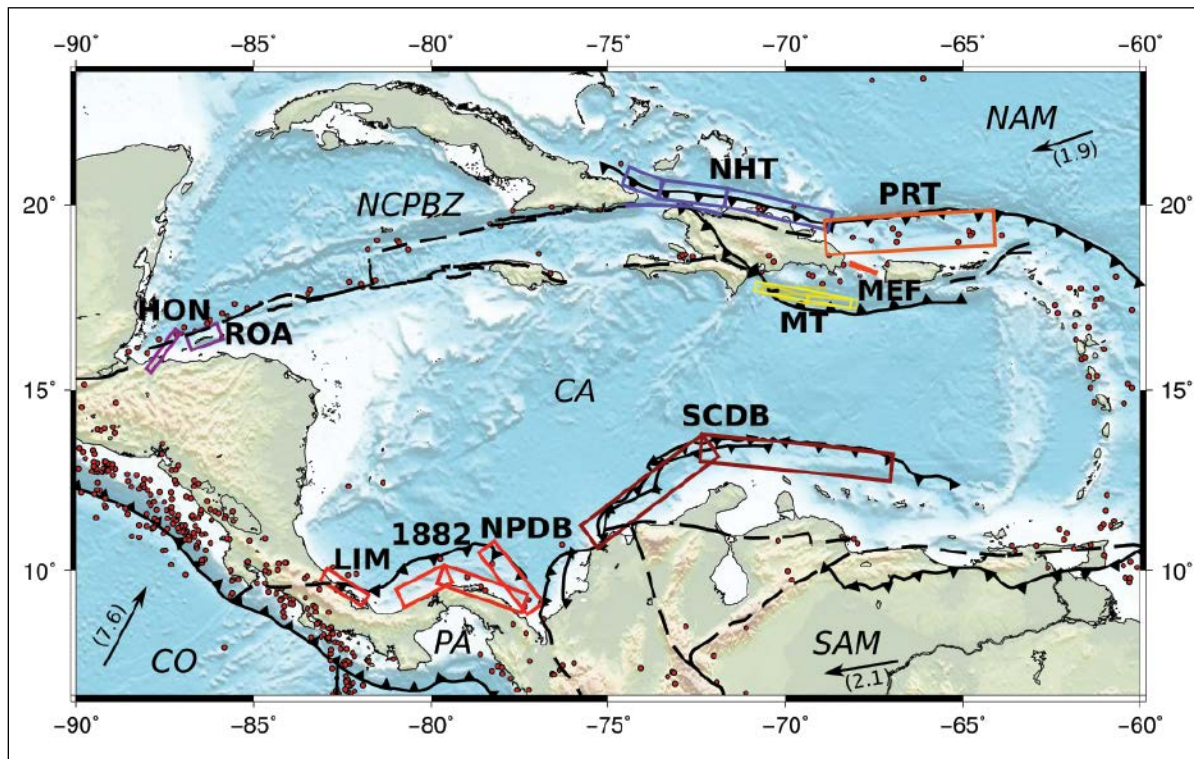 −90˚ −85˚ −80˚ −75˚ −70˚ −65˚ −60˚
NAM
(1.9)
NHT
PRT
20˚ NCPBZ 20˚
MEF
HON
MT
ROA
15˚ CA 15˚
SCDB
1882 NPDB
LIM
10˚ 10˚
(7.6)
PA
SAM
CO
(2.1)
−90˚ −85˚ −80˚ −75˚ −70˚ −65˚ −60˚